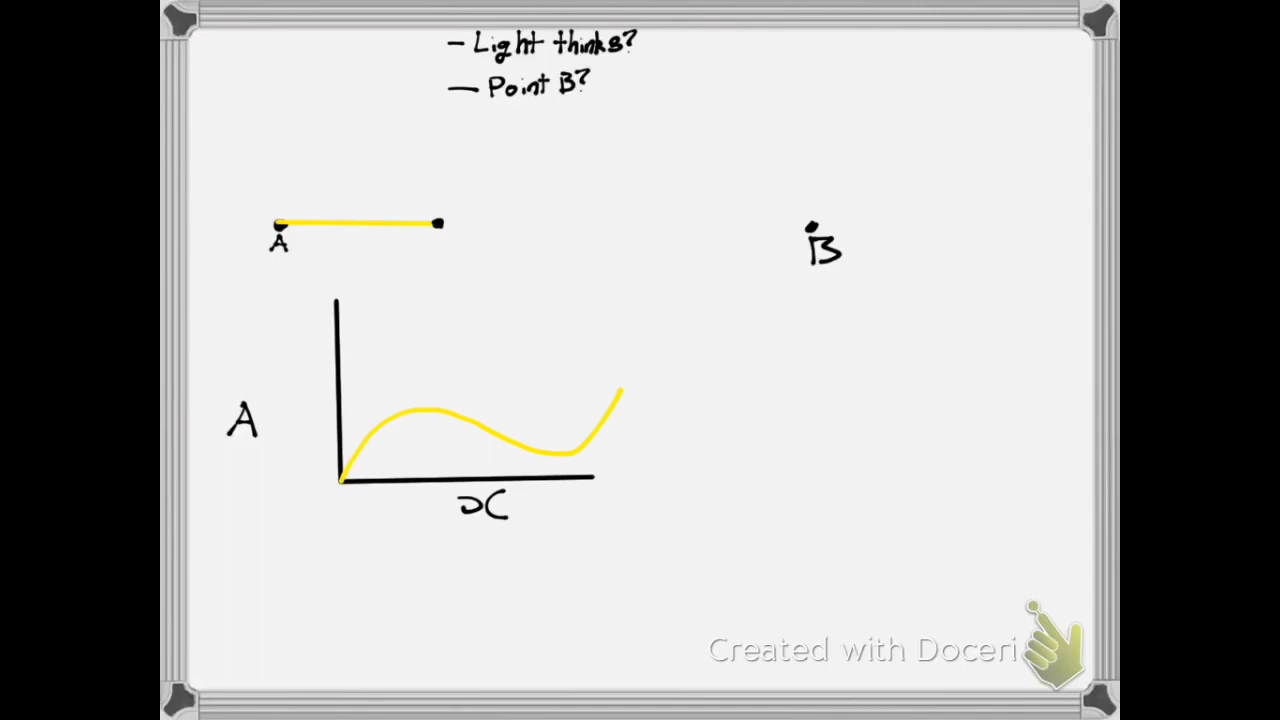 - Light thinks?
- Point B?
A
B
A
x
Created with Doceri